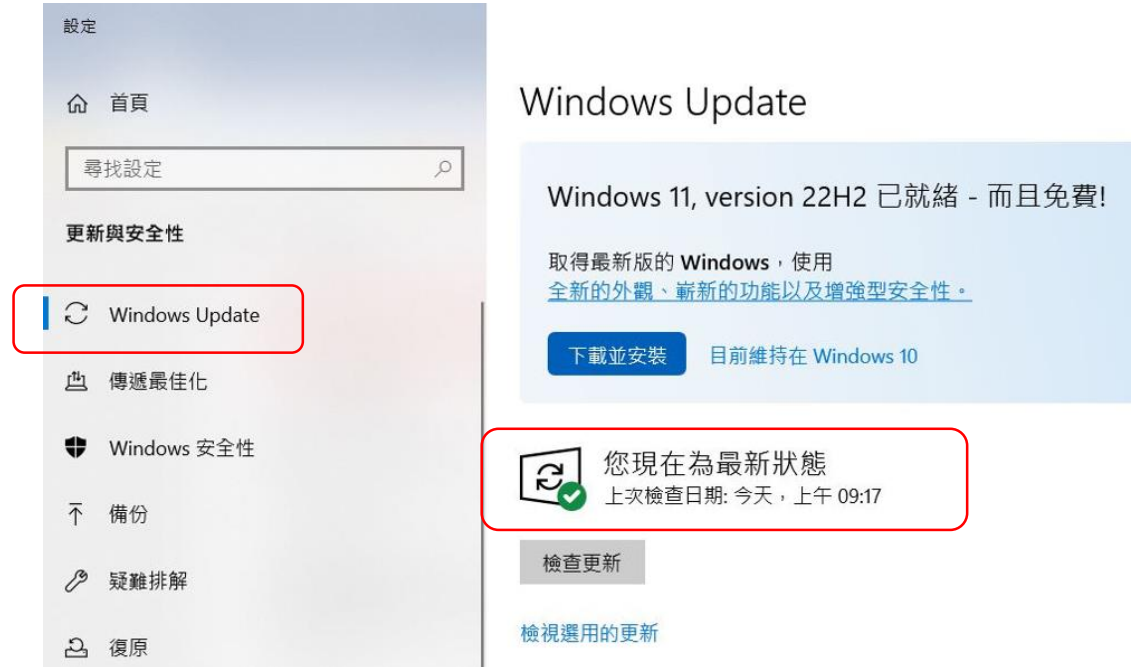 設定
首頁
尋找設定
更新與安全性
Windows Update
傳遞最佳化
Windows 安全性
備份
疑難排解
復原
Windows Update
Windows 11, version 22H2 已就緒 - 而且免費!
取得最新版的 Windows，使用
全新的外觀、嶄新的功能以及增強型安全性。
下載並安裝 目前維持在 Windows 10
您現在為最新狀態
上次檢查日期: 今天，上午 09:17
檢查更新
檢視選用的更新